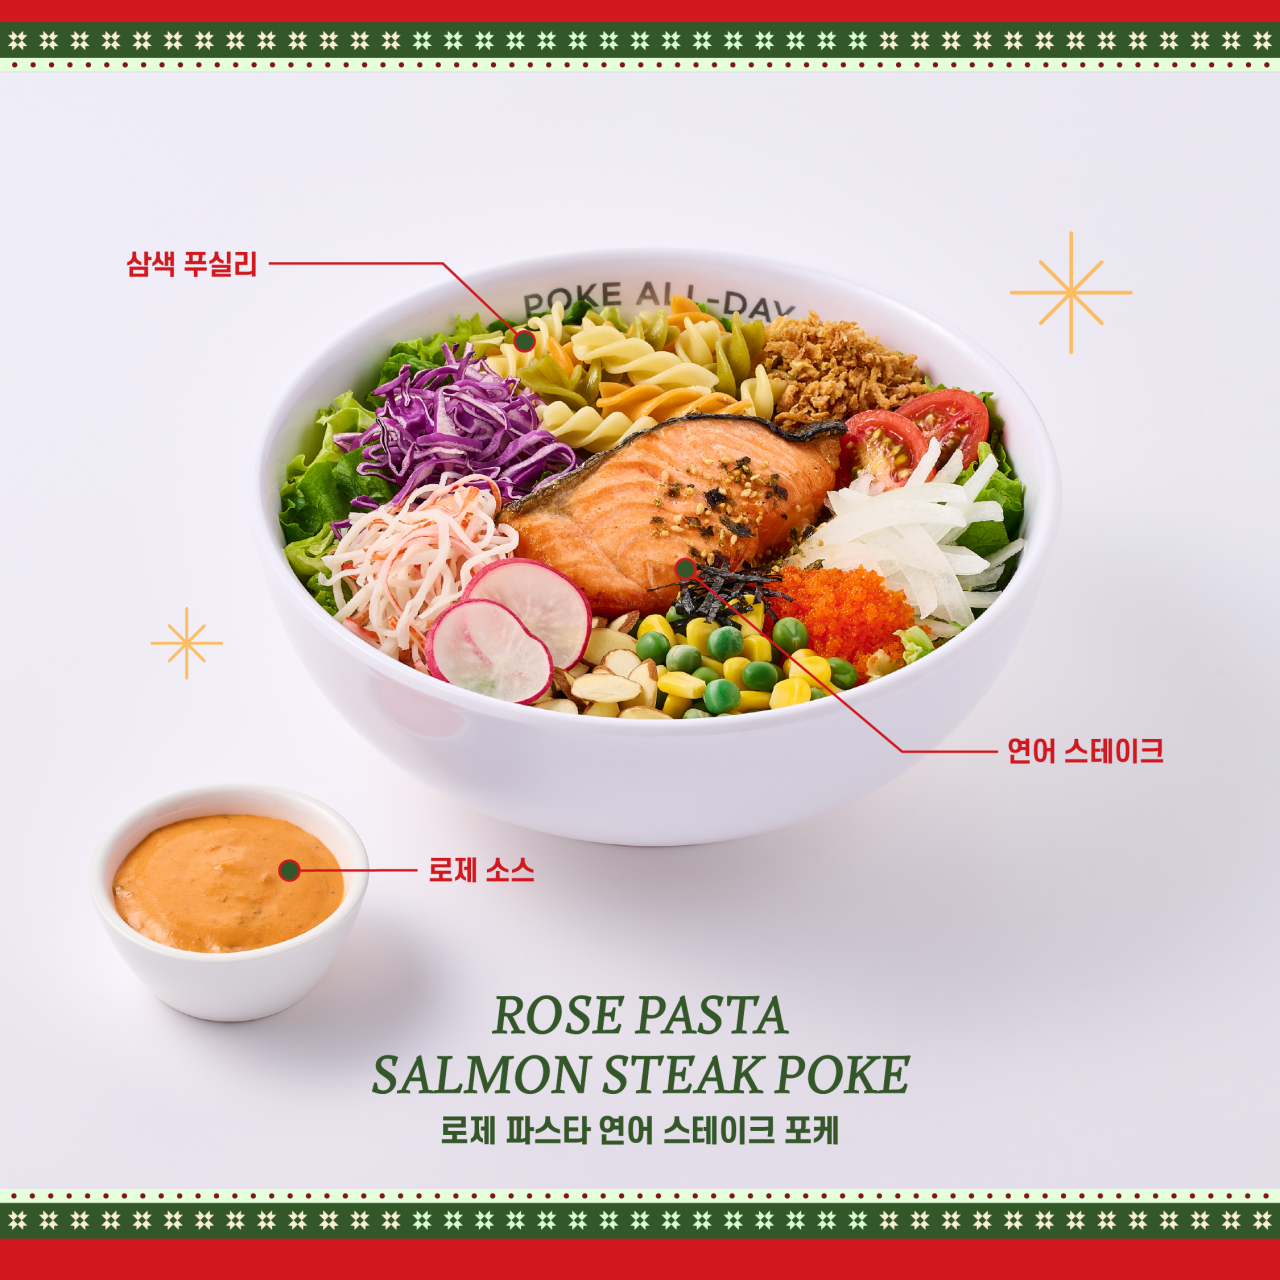 삼색 푸실리
POKE ALL-DAY
연어 스테이크
로제 소스
ROSE PASTA
SALMON STEAK POKE
로제 파스타 연어 스테이크 포케